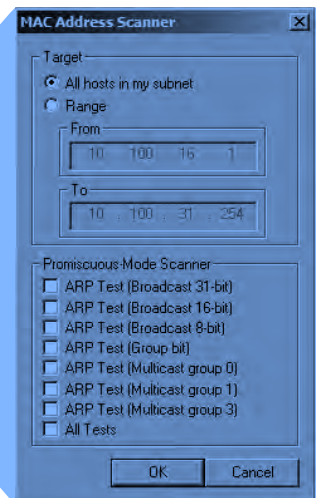 MAC Address Scanner
Target
All hosts in my subnet
Range
From
10 . 100 . 16 . 1
To
10 . 100 . 31 . 254
Promiscuous-Mode Scanner
ARP Test (Broadcast 31-bit)
ARP Test (Broadcast 16-bit)
ARP Test (Broadcast 8-bit)
ARP Test (Group bit)
ARP Test (Multicast group 0)
ARP Test (Multicast group 1)
ARP Test (Multicast group 3)
All Tests
OK Cancel